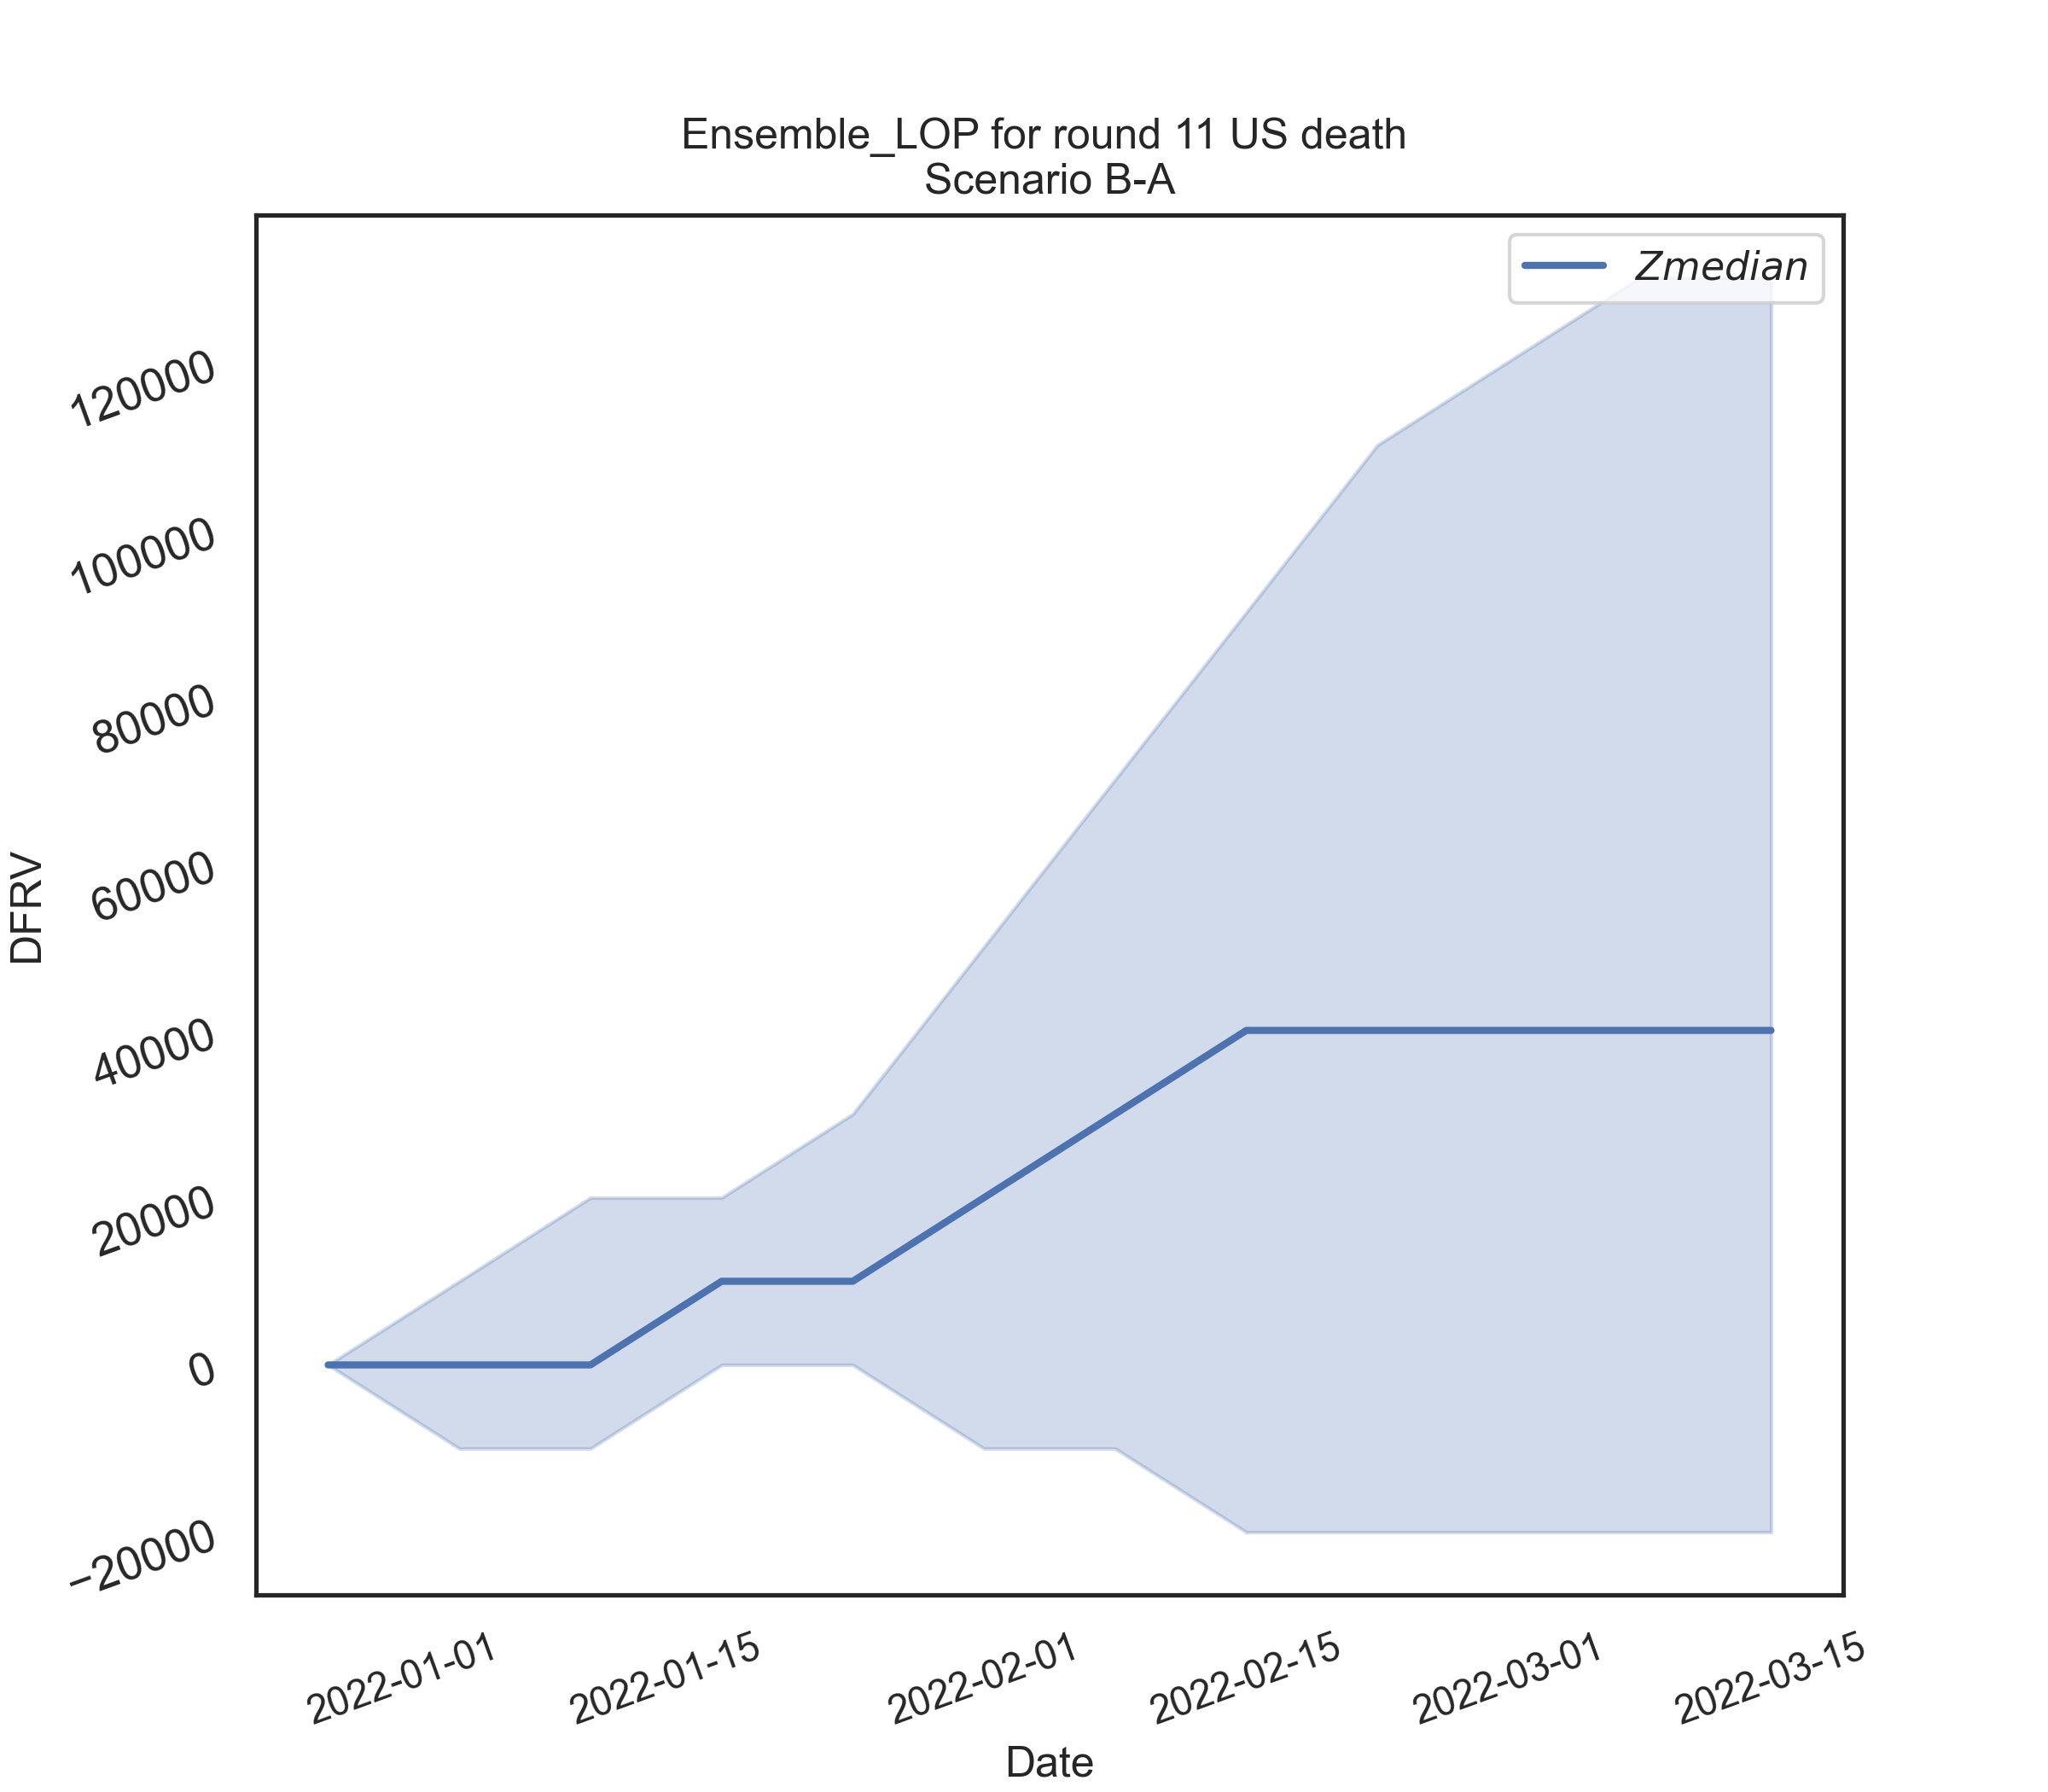 Ensemble_LOP for round 11 US death
Scenario B-A
Zmedian
120000
100000
80000
60000
40000
20000
0
−20000
DFRV
2022-01-01
2022-01-15
2022-02-01
2022-02-15
2022-03-01
2022-03-15
Date